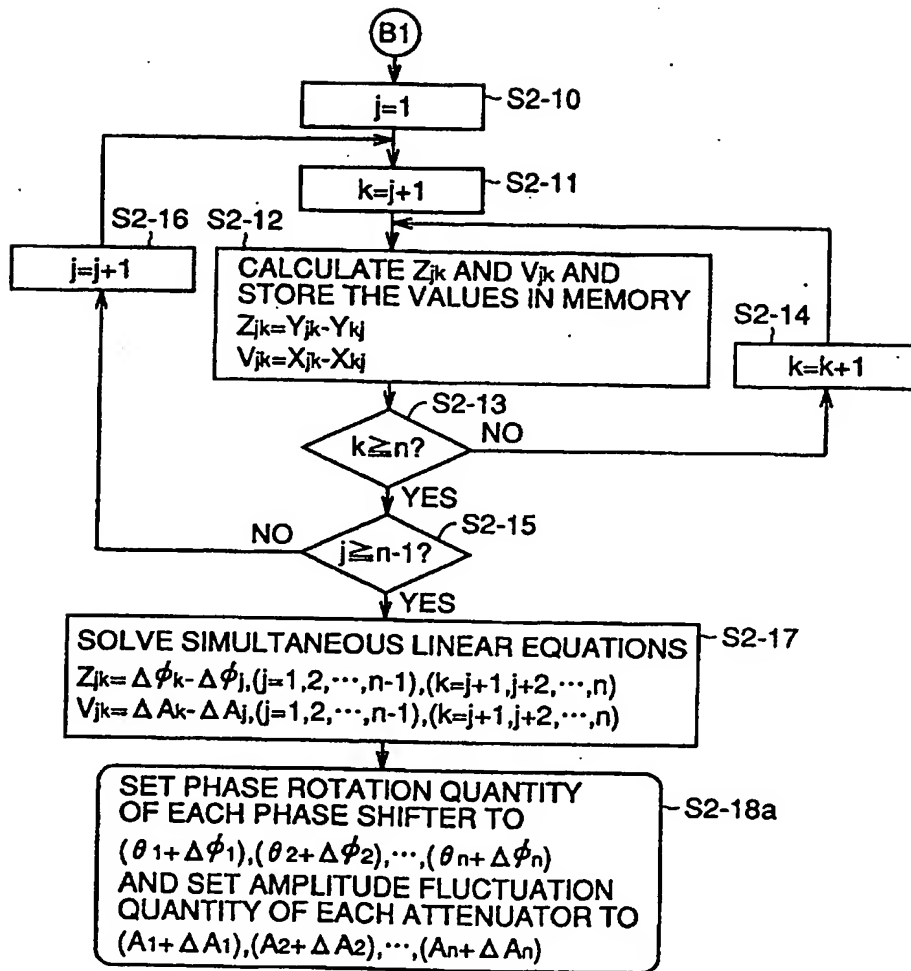 B1
j=1
S2-10
k=j+1
S2-11
S2-16
j=j+1
S2-12
CALCULATE Zjk AND Vjk AND
STORE THE VALUES IN MEMORY
Zjk=Yjk-Ykj
Vjk=Xjk-Xkj
S2-14
k=k+1
S2-13
k≧n?
NO
YES
S2-15
NO
j≧n-1?
YES
S2-17
SOLVE SIMULTANEOUS LINEAR EQUATIONS
Zjk=Δϕk-Δϕj,(j=1,2,⋯,n-1),(k=j+1,j+2,⋯,n)
Vjk=ΔAk-ΔAj,(j=1,2,⋯,n-1),(k=j+1,j+2,⋯,n)
SET PHASE ROTATION QUANTITY
OF EACH PHASE SHIFTER TO
(θ1+Δϕ1),(θ2+Δϕ2),⋯,(θn+Δϕn)
AND SET AMPLITUDE FLUCTUATION
QUANTITY OF EACH ATTENUATOR TO
(A1+ΔA1),(A2+ΔA2),⋯,(An+ΔAn)
S2-18a